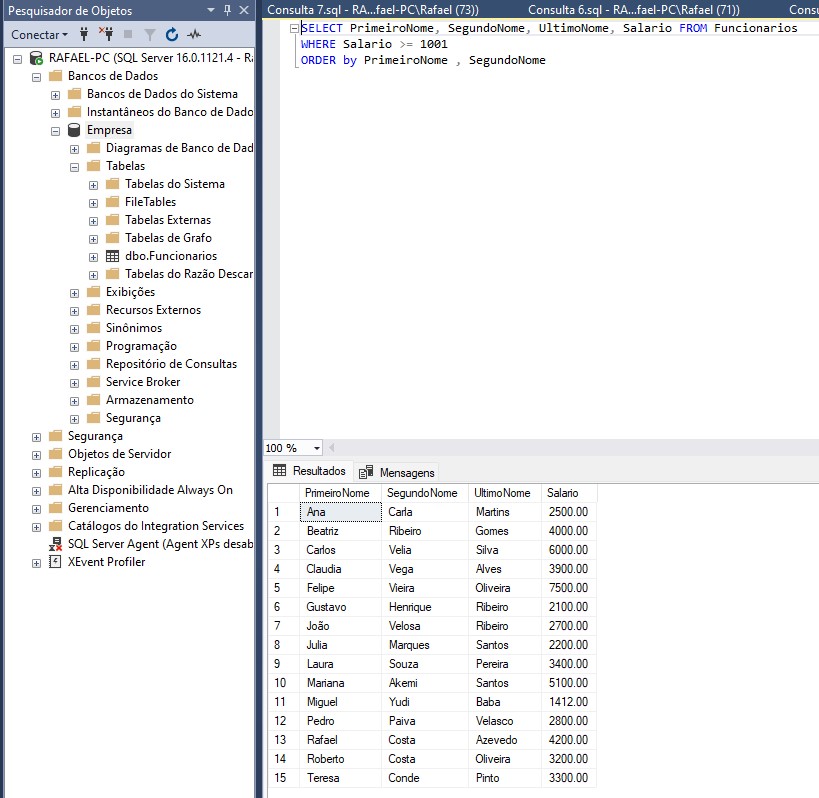 Pesquisador de Objetos
Conectar
RAFAEL-PC (SQL Server 16.0.1121.4 - R
Bancos de Dados
Bancos de Dados do Sistema
Instantâneos do Banco de Dado
Empresa
Diagramas de Banco de Dad
Tabelas
Tabelas do Sistema
FileTables
Tabelas Externas
Tabelas de Grafo
dbo.Funcionarios
Tabelas do Razão Descar
Exibições
Recursos Externos
Sinônimos
Programação
Repositório de Consultas
Service Broker
Armazenamento
Segurança
Segurança
Objetos de Servidor
Replicação
Alta Disponibilidade Always On
Gerenciamento
Catálogos do Integration Services
SQL Server Agent (Agent XPs desab
XEvent Profiler
Consulta 7.sql - RA...fael-PC\Rafael (73)) Consulta 6.sql - RA...fael-PC\Rafael (71)) Consu
SELECT PrimeiroNome, SegundoNome, UltimoNome, Salario FROM Funcionarios
WHERE Salario >= 1001
ORDER by PrimeiroNome , SegundoNome
100 %
Resultados Mensagens
PrimeiroNome SegundoNome UltimoNome Salario
1 Ana Carla Martins 2500.00
2 Beatriz Ribeiro Gomes 4000.00
3 Carlos Velia Silva 6000.00
4 Claudia Vega Alves 3900.00
5 Felipe Vieira Oliveira 7500.00
6 Gustavo Henrique Ribeiro 2100.00
7 João Velosa Ribeiro 2700.00
8 Julia Marques Santos 2200.00
9 Laura Souza Pereira 3400.00
10 Mariana Akemi Santos 5100.00
11 Miguel Yudi Baba 1412.00
12 Pedro Paiva Velasco 2800.00
13 Rafael Costa Azevedo 4200.00
14 Roberto Costa Oliveira 3200.00
15 Teresa Conde Pinto 3300.00